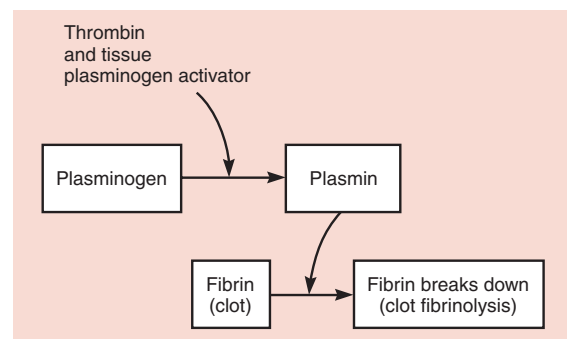 Thrombin
and tissue
plasminogen activator
Plasminogen
Plasmin
Fibrin
(clot)
Fibrin breaks down
(clot fibrinolysis)